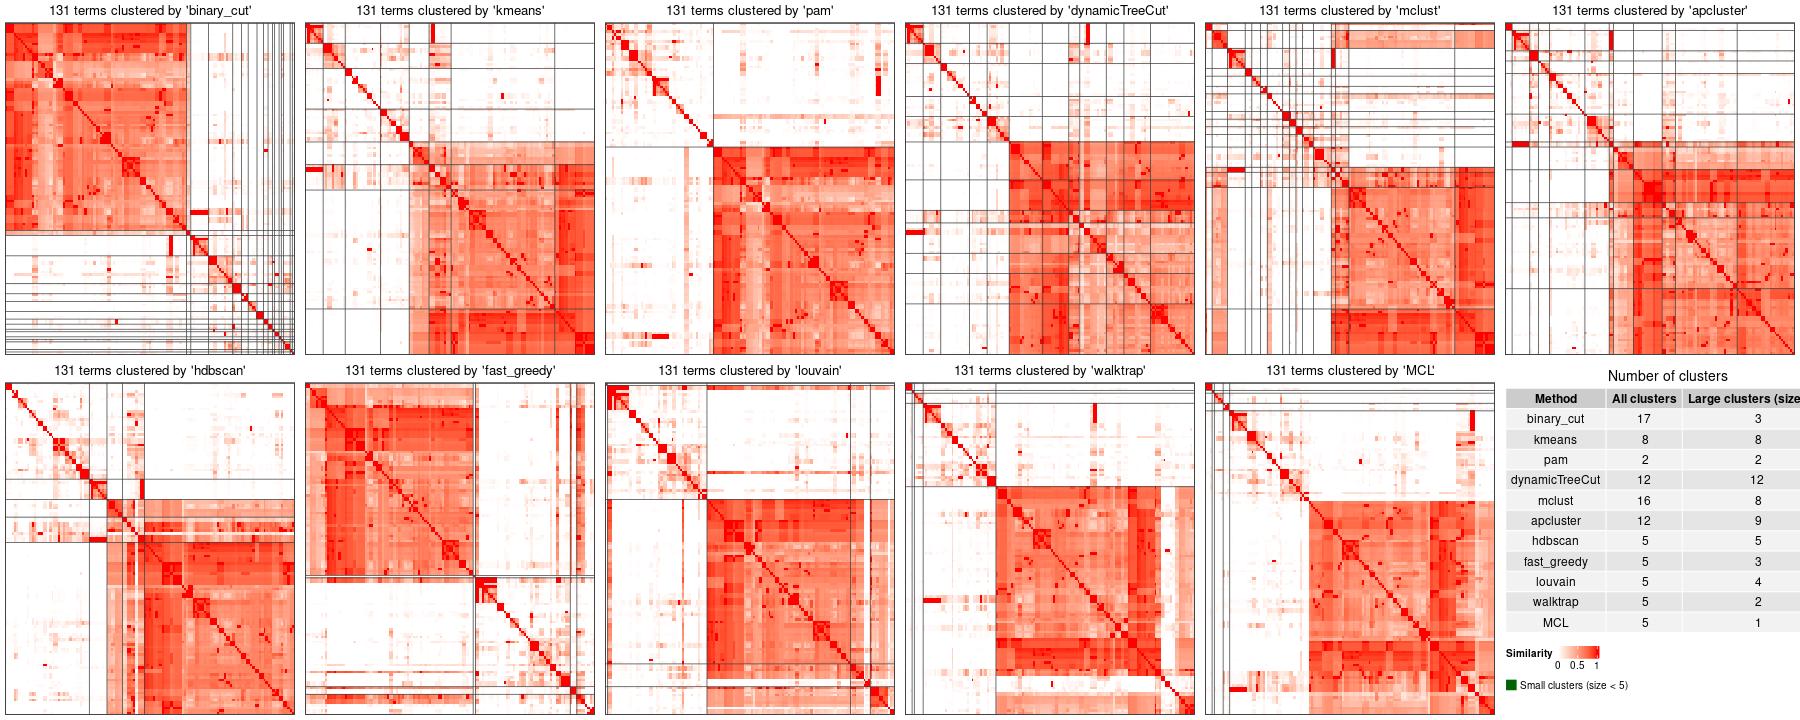 131 terms clustered by 'binary_cut'
131 terms clustered by 'kmeans'
131 terms clustered by 'pam'
131 terms clustered by 'dynamicTreeCut'
131 terms clustered by 'mclust'
131 terms clustered by 'apcluster'
131 terms clustered by 'hdbscan'
131 terms clustered by 'fast_greedy'
131 terms clustered by 'louvain'
131 terms clustered by 'walktrap'
131 terms clustered by 'MCL'
Number of clusters
Method All clusters Large clusters (size
binary_cut 17 3
kmeans 8 8
pam 2 2
dynamicTreeCut 12 12
mclust 16 8
apcluster 12 9
hdbscan 5 5
fast_greedy 5 3
louvain 5 4
walktrap 5 2
MCL 5 1
Similarity
0 0.5 1
Small clusters (size < 5)